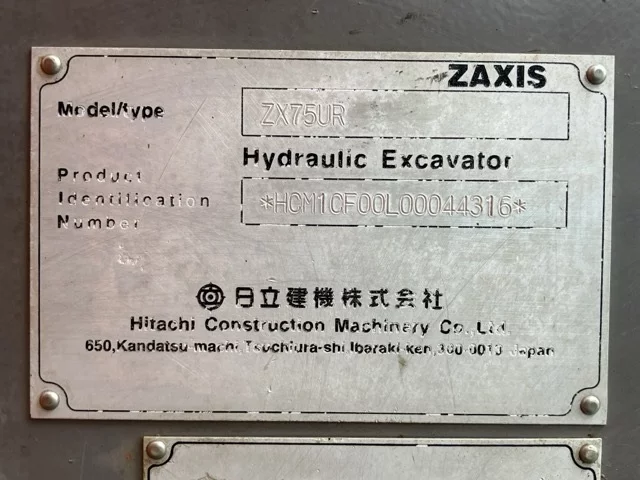 ZAXIS
Model/type ZX75UR
Hydraulic Excavator
Product
Identification *HCM1CF00L00044316*
Number
日立建機株式会社
Hitachi Construction Machinery Co., Ltd.
650,Kandatsu-machi,Tsuchiura-shi,Ibaraki-ken,300-0013 Japan